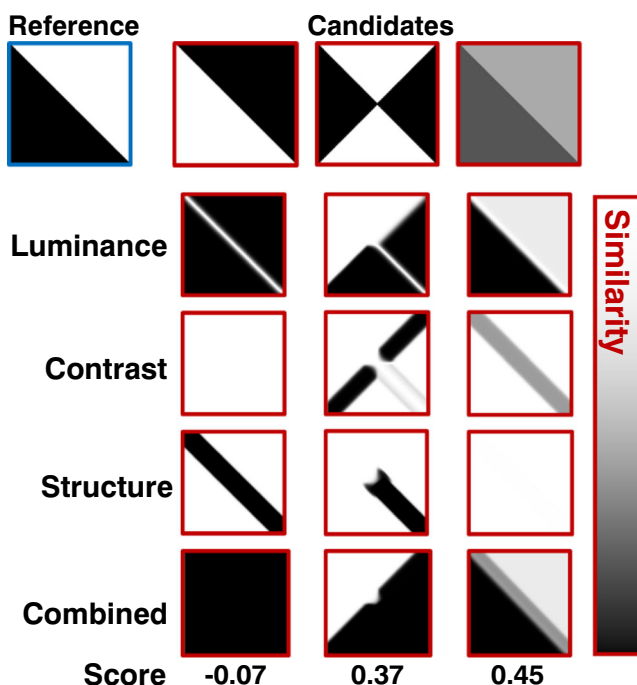 Reference
Candidates
Luminance
Similarity
Contrast
Structure
Combined
Score -0.07 0.37 0.45